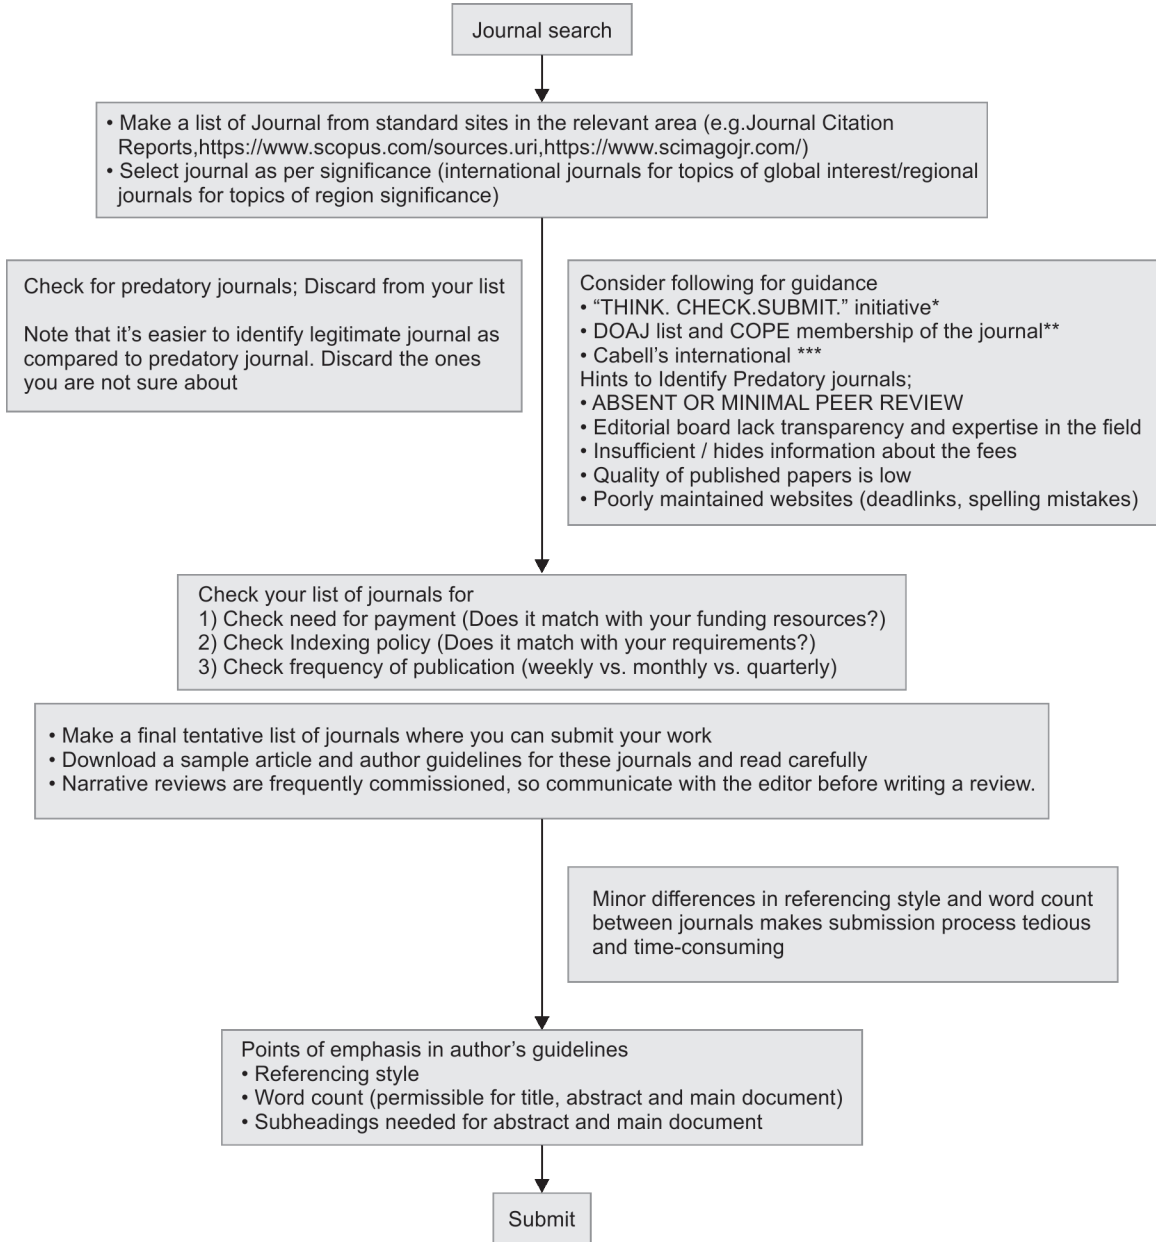 Journal search
• Make a list of Journal from standard sites in the relevant area (e.g.Journal Citation
Reports,https://www.scopus.com/sources.uri,https://www.scimagojr.com/)
• Select journal as per significance (international journals for topics of global interest/regional
journals for topics of region significance)
Check for predatory journals; Discard from your list
Note that it's easier to identify legitimate journal as
compared to predatory journal. Discard the ones
you are not sure about
Consider following for guidance
• “THINK. CHECK.SUBMIT.” initiative*
• DOAJ list and COPE membership of the journal**
• Cabell's international ***
Hints to Identify Predatory journals;
• ABSENT OR MINIMAL PEER REVIEW
• Editorial board lack transparency and expertise in the field
• Insufficient / hides information about the fees
• Quality of published papers is low
• Poorly maintained websites (deadlinks, spelling mistakes)
Check your list of journals for
1) Check need for payment (Does it match with your funding resources?)
2) Check Indexing policy (Does it match with your requirements?)
3) Check frequency of publication (weekly vs. monthly vs. quarterly)
• Make a final tentative list of journals where you can submit your work
• Download a sample article and author guidelines for these journals and read carefully
• Narrative reviews are frequently commissioned, so communicate with the editor before writing a review.
Minor differences in referencing style and word count
between journals makes submission process tedious
and time-consuming
Points of emphasis in author's guidelines
• Referencing style
• Word count (permissible for title, abstract and main document)
• Subheadings needed for abstract and main document
Submit